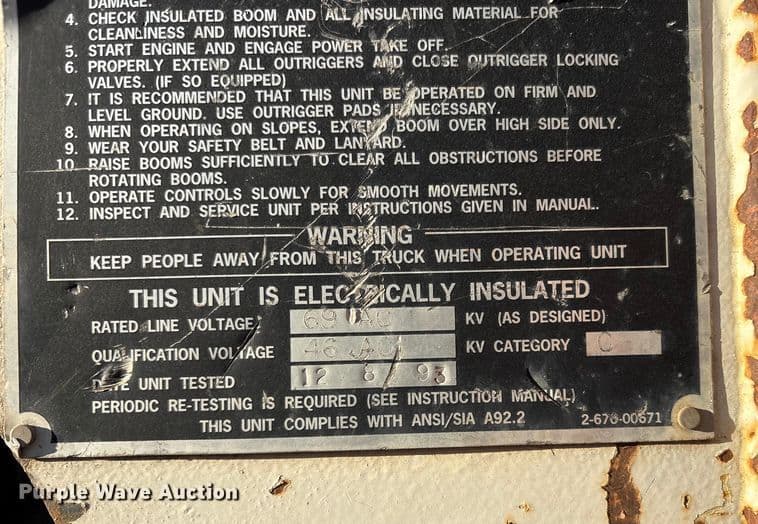 DAMAGE.
4. CHECK INSULATED BOOM AND ALL INSULATING MATERIAL FOR
CLEANLINESS AND MOISTURE.
5. START ENGINE AND ENGAGE POWER TAKE OFF.
6. PROPERLY EXTEND ALL OUTRIGGERS AND CLOSE OUTRIGGER LOCKING
VALVES. (IF SO EQUIPPED)
7. IT IS RECOMMENDED THAT THIS UNIT BE OPERATED ON FIRM AND
LEVEL GROUND. USE OUTRIGGER PADS IF NECESSARY.
8. WHEN OPERATING ON SLOPES, EXTEND BOOM OVER HIGH SIDE ONLY.
9. WEAR YOUR SAFETY BELT AND LANYARD.
10. RAISE BOOMS SUFFICIENTLY TO CLEAR ALL OBSTRUCTIONS BEFORE
ROTATING BOOMS.
11. OPERATE CONTROLS SLOWLY FOR SMOOTH MOVEMENTS.
12. INSPECT AND SERVICE UNIT PER INSTRUCTIONS GIVEN IN MANUAL.
WARNING
KEEP PEOPLE AWAY FROM THIS TRUCK WHEN OPERATING UNIT
THIS UNIT IS ELECTRICALLY INSULATED
RATED LINE VOLTAGE 69 AC KV (AS DESIGNED)
QUALIFICATION VOLTAGE 46 AC KV CATEGORY C
DATE UNIT TESTED 12 8 93
PERIODIC RE-TESTING IS REQUIRED (SEE INSTRUCTION MANUAL)
THIS UNIT COMPLIES WITH ANSI/SIA A92.2 2-676-00671
Purple Wave Auction